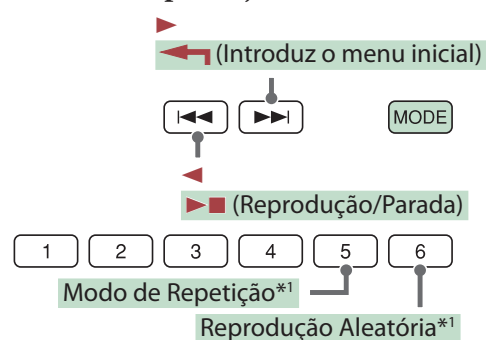 (Introduz o menu inicial)
MODE
(Reprodução/Parada)
1 2 3 4 5 6
Modo de Repetição*1
Reprodução Aleatória*1